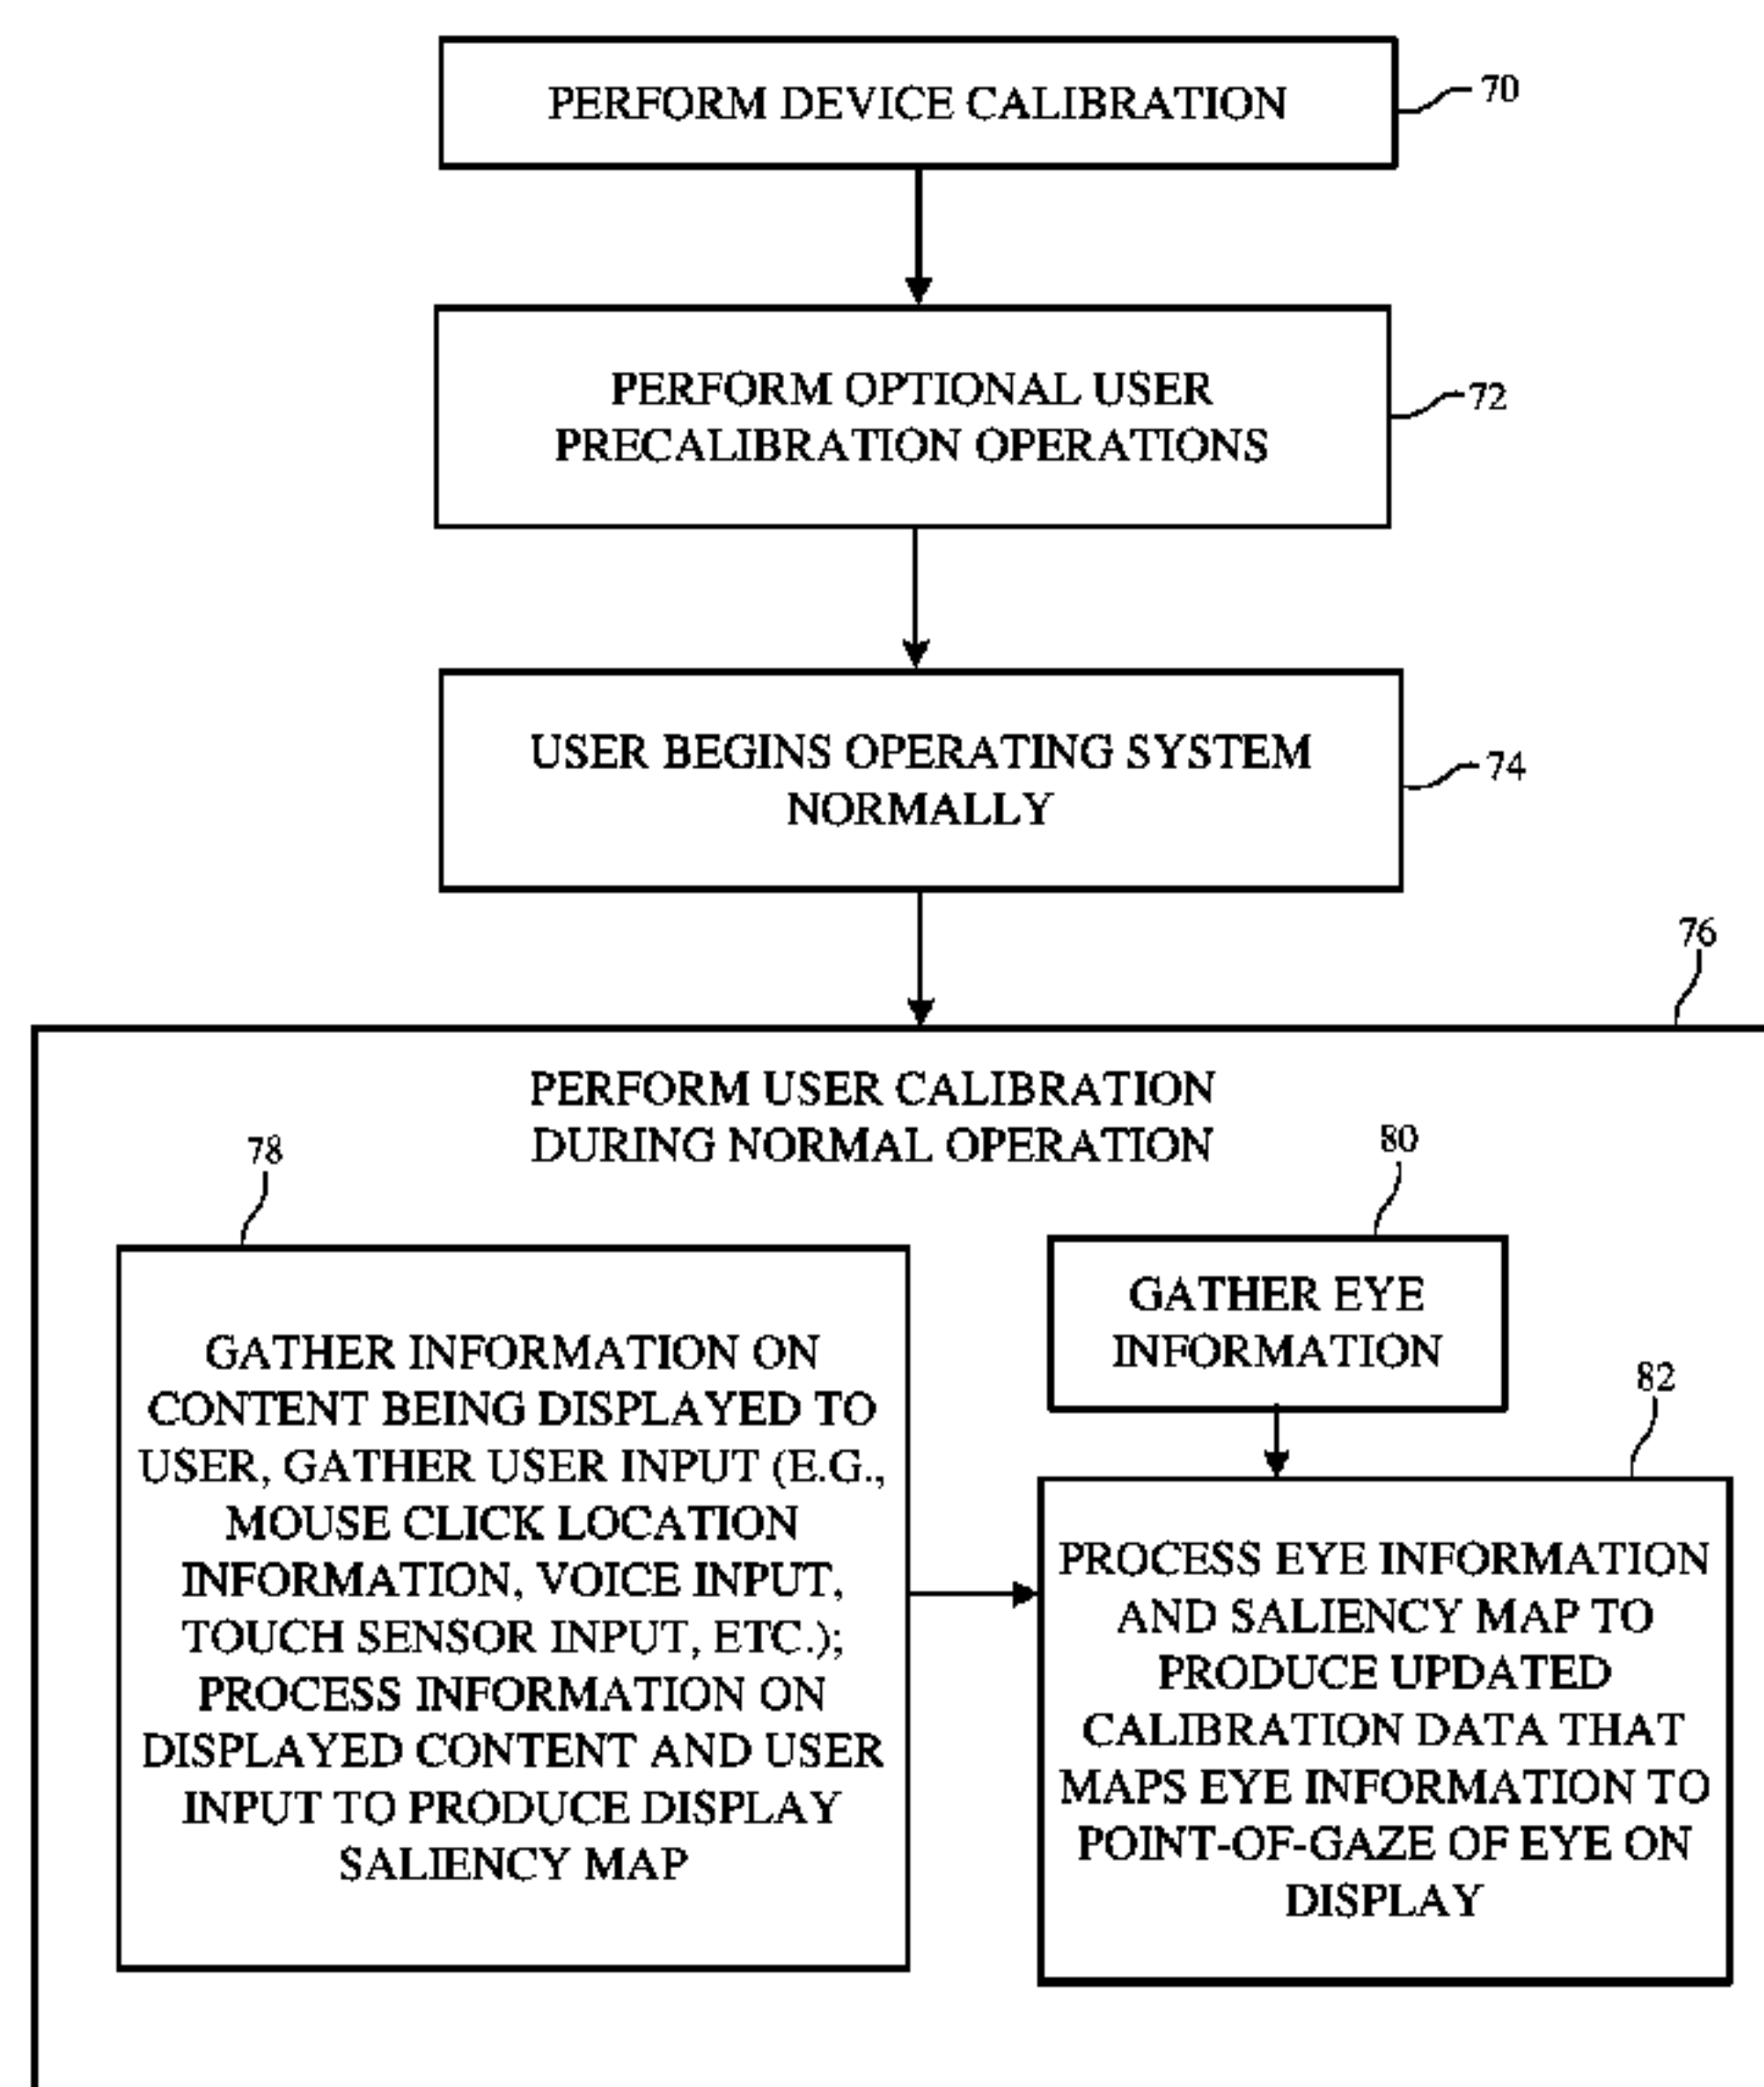 PERFORM DEVICE CALIBRATION
70
PERFORM OPTIONAL USER
PRECALIBRATION OPERATIONS
72
USER BEGINS OPERATING SYSTEM
NORMALLY
74
76
PERFORM USER CALIBRATION
DURING NORMAL OPERATION
78
GATHER INFORMATION ON
CONTENT BEING DISPLAYED TO
USER, GATHER USER INPUT (E.G.,
MOUSE CLICK LOCATION
INFORMATION, VOICE INPUT,
TOUCH SENSOR INPUT, ETC.);
PROCESS INFORMATION ON
DISPLAYED CONTENT AND USER
INPUT TO PRODUCE DISPLAY
SALIENCY MAP
80
GATHER EYE
INFORMATION
82
PROCESS EYE INFORMATION
AND SALIENCY MAP TO
PRODUCE UPDATED
CALIBRATION DATA THAT
MAPS EYE INFORMATION TO
POINT-OF-GAZE OF EYE ON
DISPLAY